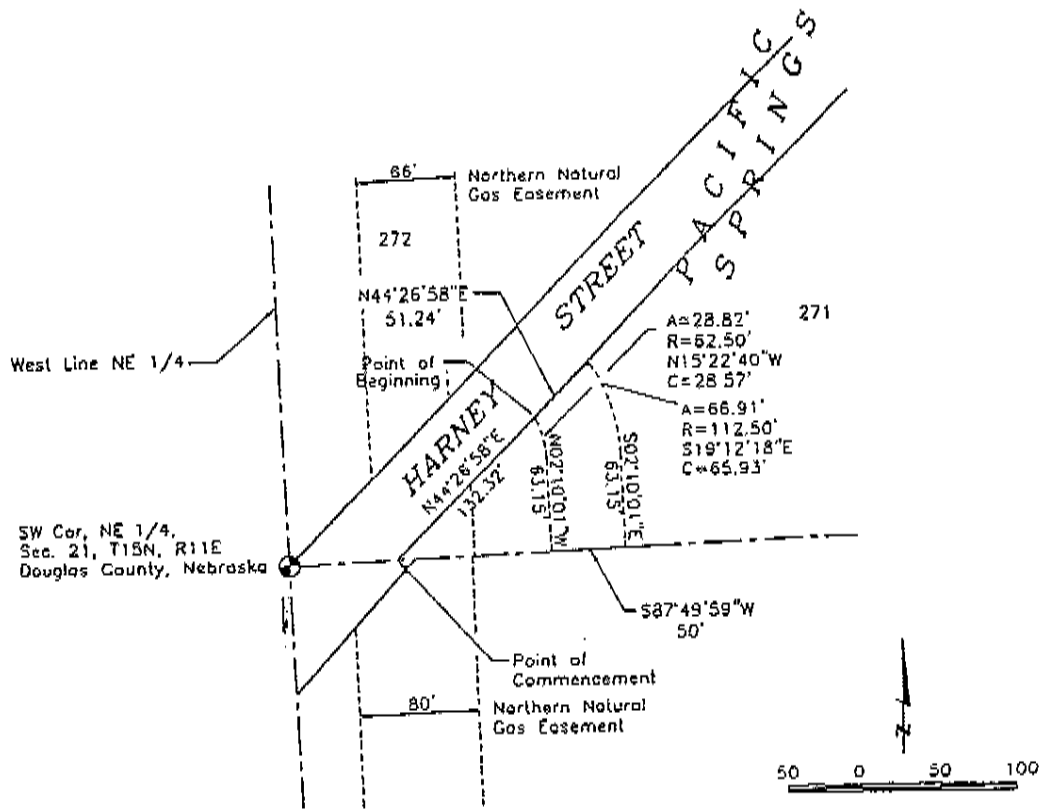 PACIFIC
SPRINGS
66'
Northern Natural
Gas Easement
272
N44°26'58"E
51.24'
STREET
A=28.82'
R=62.50'
N15°22'40"W
C=28.57'
271
West Line NE 1/4
Point of
Beginning
A=66.91'
R=112.50'
S19°12'18"E
C=65.93'
HARNEY
N44°26'58"E
132.32'
N02°10'01"W
63.15'
S02°10'01"E
63.15'
SW Cor, NE 1/4,
Sec. 21, T15N, R11E
Douglas County, Nebraska
S87°49'59"W
50'
Point of
Commencement
80'
Northern Natural
Gas Easement
N
50 0 50 100